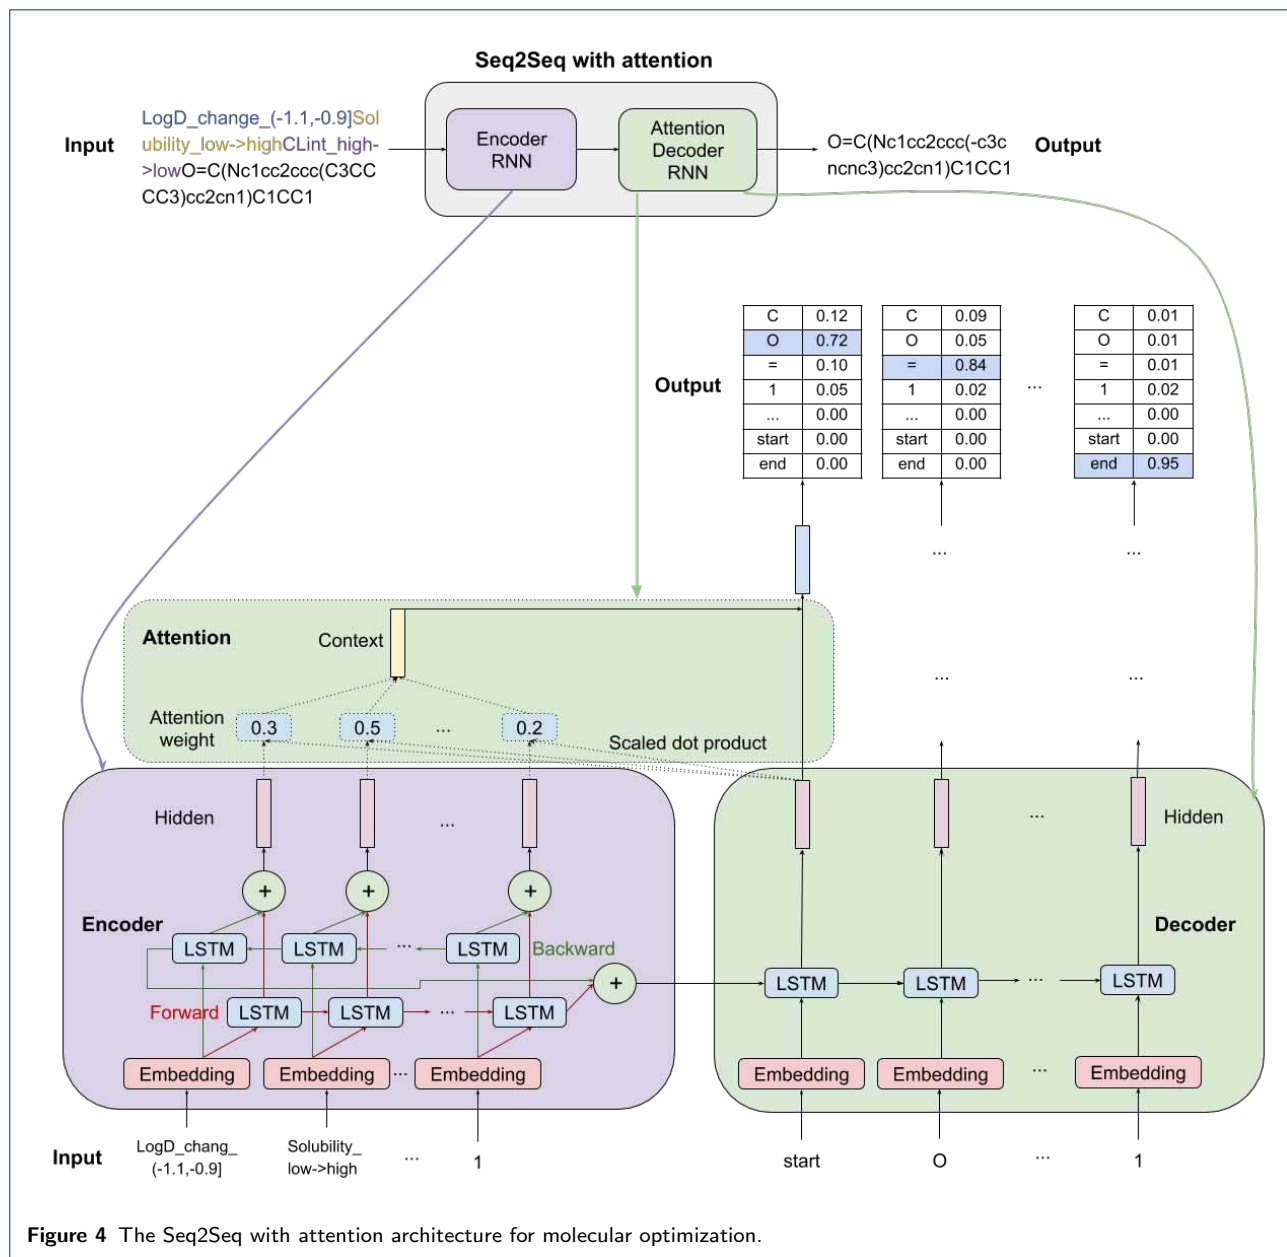 Seq2Seq with attention
Input
LogD_change_(-1.1,-0.9]Sol
ubility_low->highCLint_high-
>lowO=C(Nc1cc2ccc(C3CC
CC3)cc2cn1)C1CC1
Encoder
RNN
Attention
Decoder
RNN
O=C(Nc1cc2ccc(-c3c
ncnc3)cc2cn1)C1CC1
Output
Output
C 0.12
O 0.72
= 0.10
1 0.05
... 0.00
start 0.00
end 0.00
C 0.09
O 0.05
= 0.84
1 0.02
... 0.00
start 0.00
end 0.00
...
C 0.01
O 0.01
= 0.01
1 0.02
... 0.00
start 0.00
end 0.95
... ...
Attention
Context
... ...
Attention
weight
0.3 0.5 ... 0.2
Scaled dot product
Hidden
...
... Hidden
+ + +
Encoder
LSTM LSTM ... LSTM
Backward
+
Forward
LSTM LSTM ... LSTM
Embedding Embedding ... Embedding
Decoder
LSTM LSTM ... LSTM
Embedding Embedding ... Embedding
Input
LogD_chang_
(-1.1,-0.9]
Solubility_
low->high
... 1
start O ... 1
Figure 4 The Seq2Seq with attention architecture for molecular optimization.